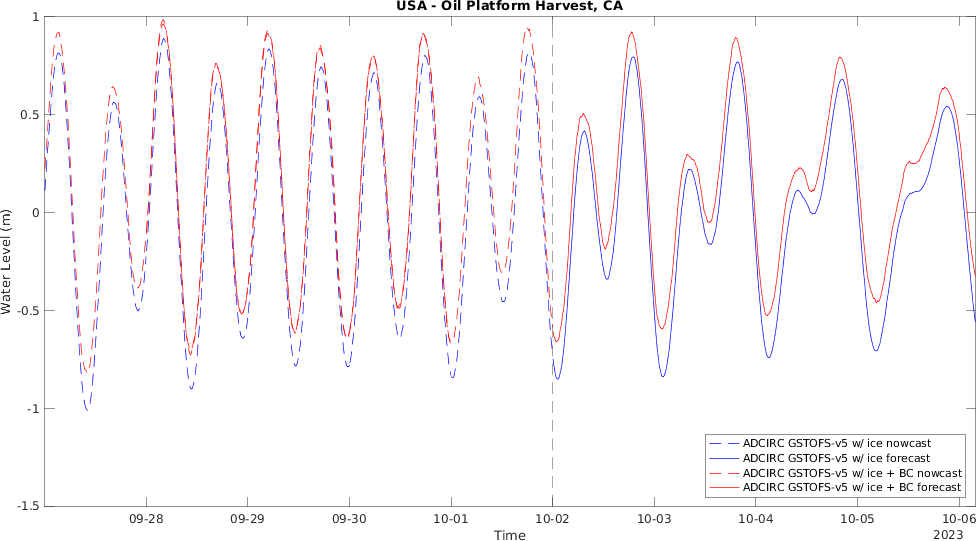 USA - Oil Platform Harvest, CA
1
0.5
0
-0.5
-1
-1.5
Water Level (m)
ADCIRC GSTOFS-v5 w/ ice nowcast
ADCIRC GSTOFS-v5 w/ ice forecast
ADCIRC GSTOFS-v5 w/ ice + BC nowcast
ADCIRC GSTOFS-v5 w/ ice + BC forecast
09-28 09-29 09-30 10-01 10-02 10-03 10-04 10-05 10-06
Time 2023